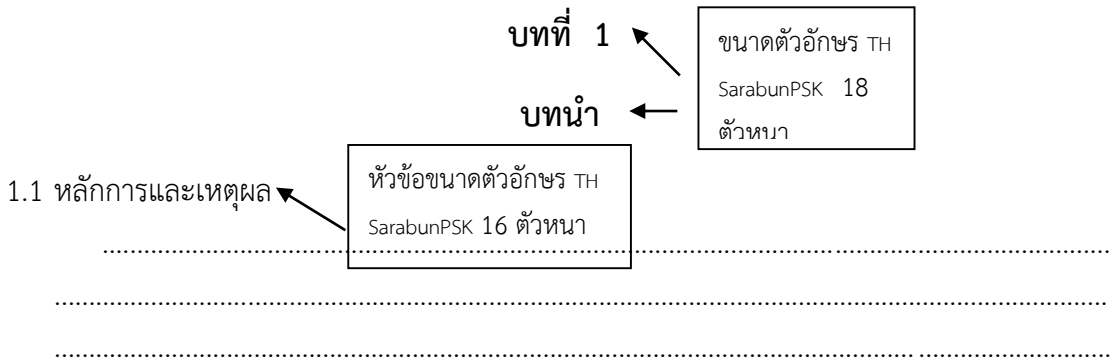 บทที่ 1
ขนาดตัวอักษร TH
SarabunPSK 18
ตัวหนา
บทนำ
1.1 หลักการและเหตุผล
หัวข้อขนาดตัวอักษร TH
SarabunPSK 16 ตัวหนา
........................................................................................................................................................
................................................................................................................................................................
................................................................................................................................................................